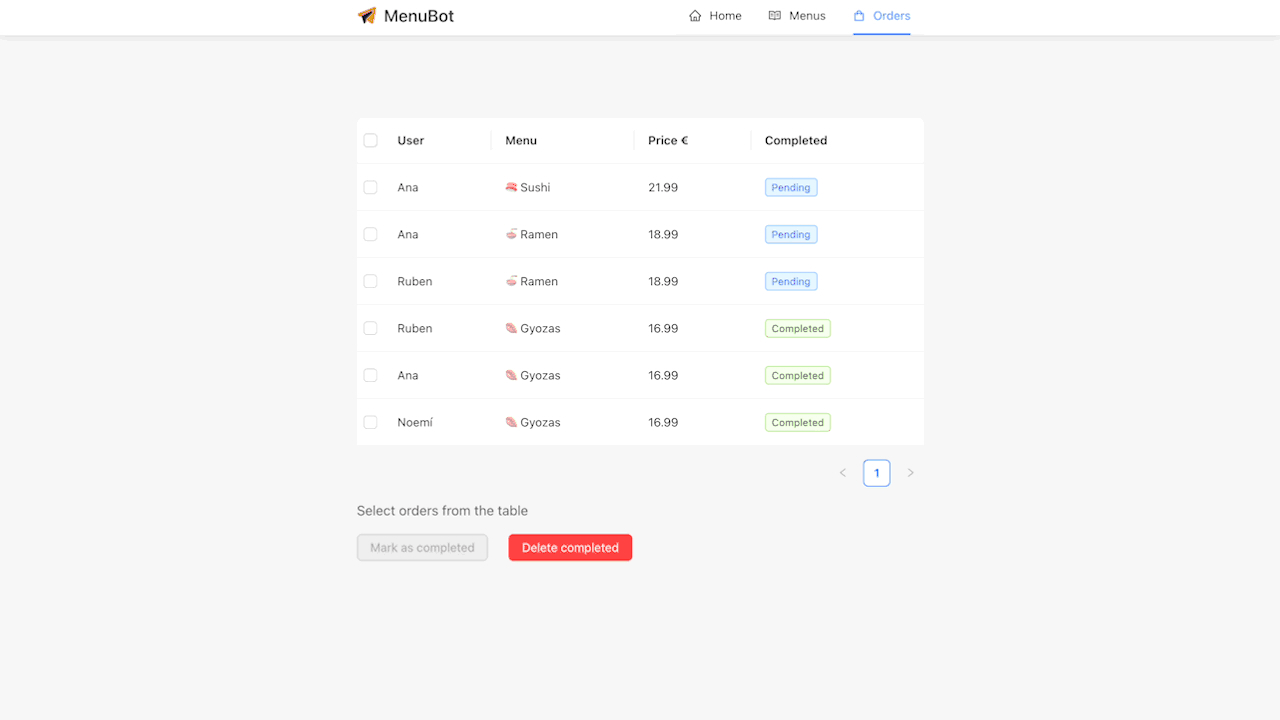 MenuBot Home Menus Orders
User Menu Price € Completed
Ana 🍣 Sushi 21.99 Pending
Ana 🍜 Ramen 18.99 Pending
Ruben 🍜 Ramen 18.99 Pending
Ruben Gyozas 16.99 Completed
Ana Gyozas 16.99 Completed
Noemí Gyozas 16.99 Completed
< 1 >
Select orders from the table
Mark as completed Delete completed